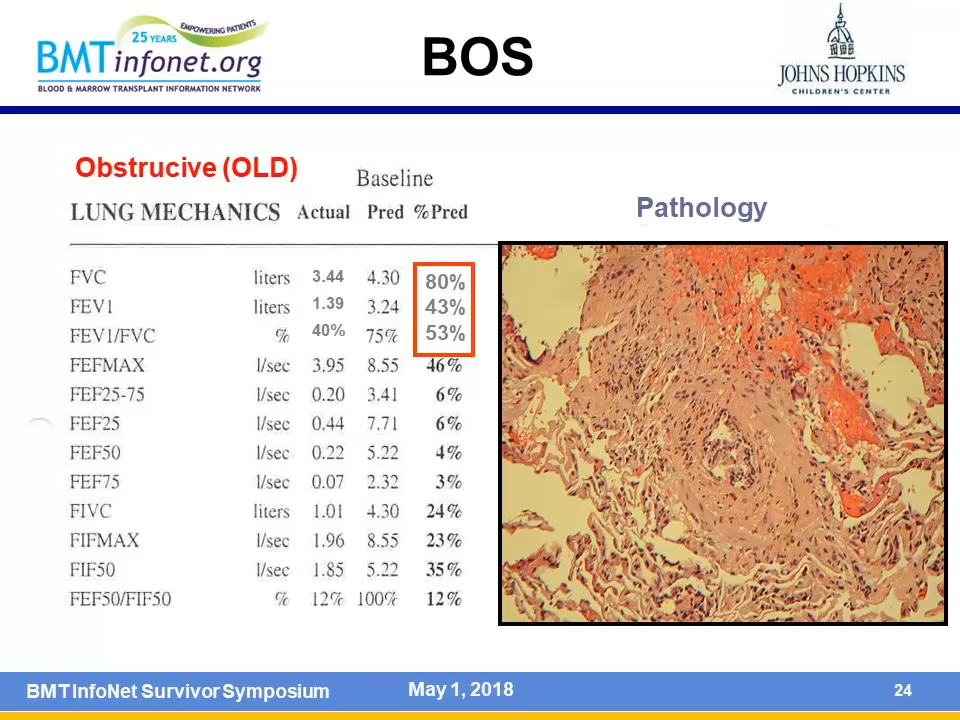 25 YEARS
EMPOWERING PATIENTS
BMTinfonet.org
BLOOD & MARROW TRANSPLANT INFORMATION NETWORK
BOS
JOHNS HOPKINS
CHILDREN'S CENTER
Obstrucive (OLD)
Baseline
LUNG MECHANICS Actual Pred %Pred
FVC liters 3.44 4.30 80%
FEV1 liters 1.39 3.24 43%
FEV1/FVC % 40% 75% 53%
FEFMAX l/sec 3.95 8.55 46%
FEF25-75 l/sec 0.20 3.41 6%
FEF25 l/sec 0.44 7.71 6%
FEF50 l/sec 0.22 5.22 4%
FEF75 l/sec 0.07 2.32 3%
FIVC liters 1.01 4.30 24%
FIFMAX l/sec 1.96 8.55 23%
FIF50 l/sec 1.85 5.22 35%
FEF50/FIF50 % 12% 100% 12%
Pathology
BMT InfoNet Survivor Symposium
May 1, 2018
24